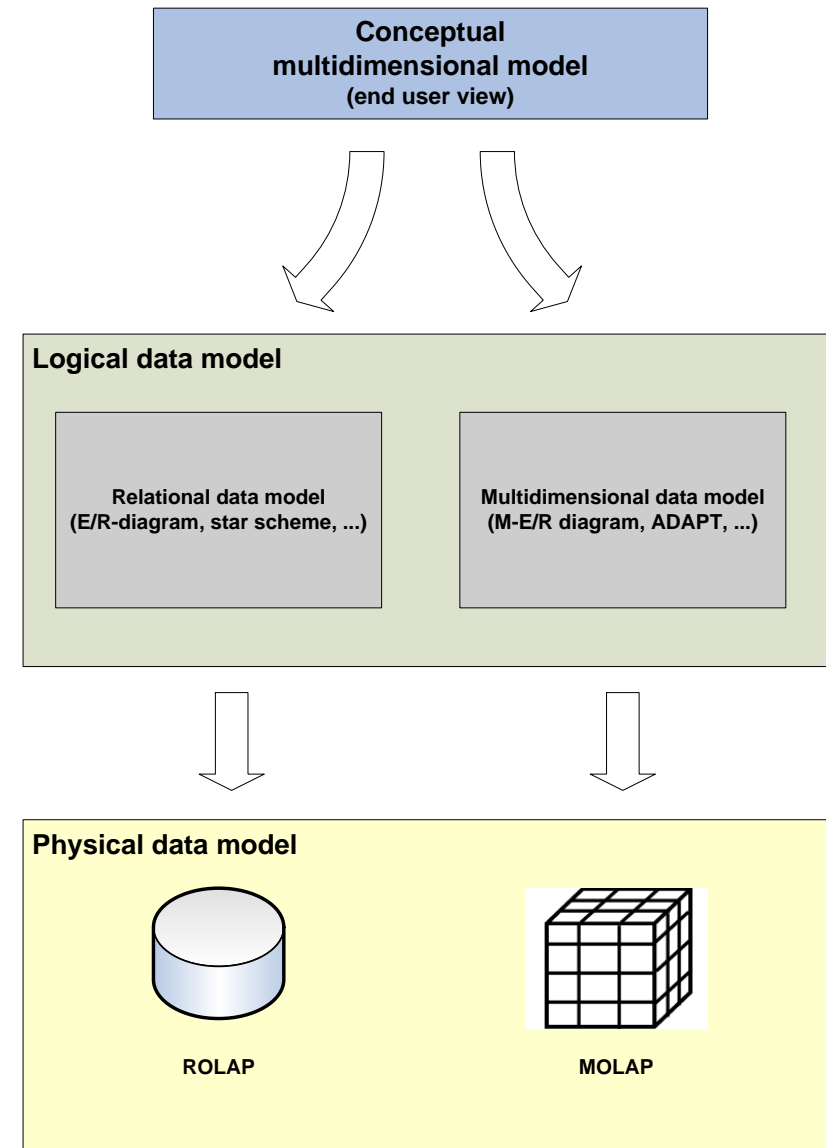 Conceptual
multidimensional model
(end user view)
Logical data model
Relational data model
(E/R-diagram, star scheme, ...)
Multidimensional data model
(M-E/R diagram, ADAPT, ...)
Physical data model
ROLAP
MOLAP